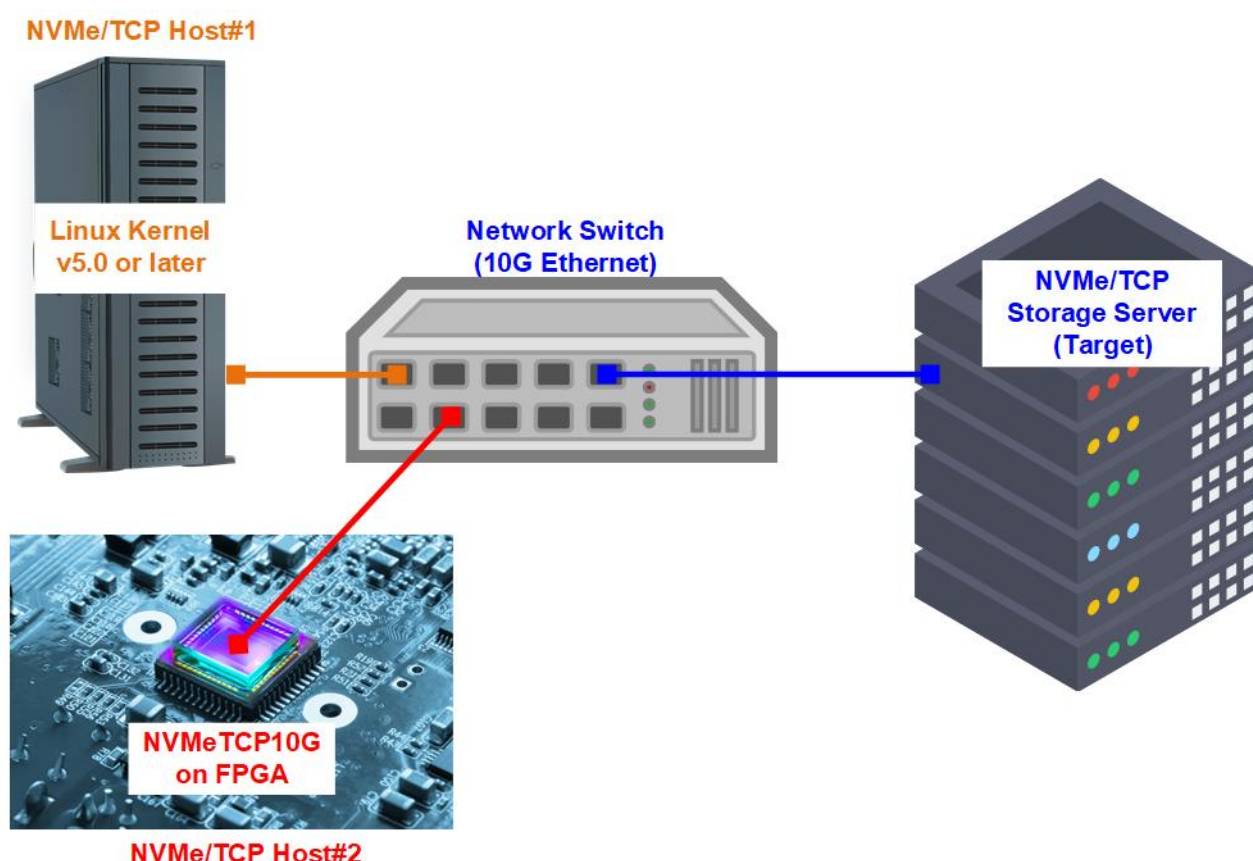 NVMe/TCP Host#1
Linux Kernel
v5.0 or later
Network Switch
(10G Ethernet)
NVMe/TCP
Storage Server
(Target)
NVMeTCP10G
on FPGA
NVMe/TCP Host#2